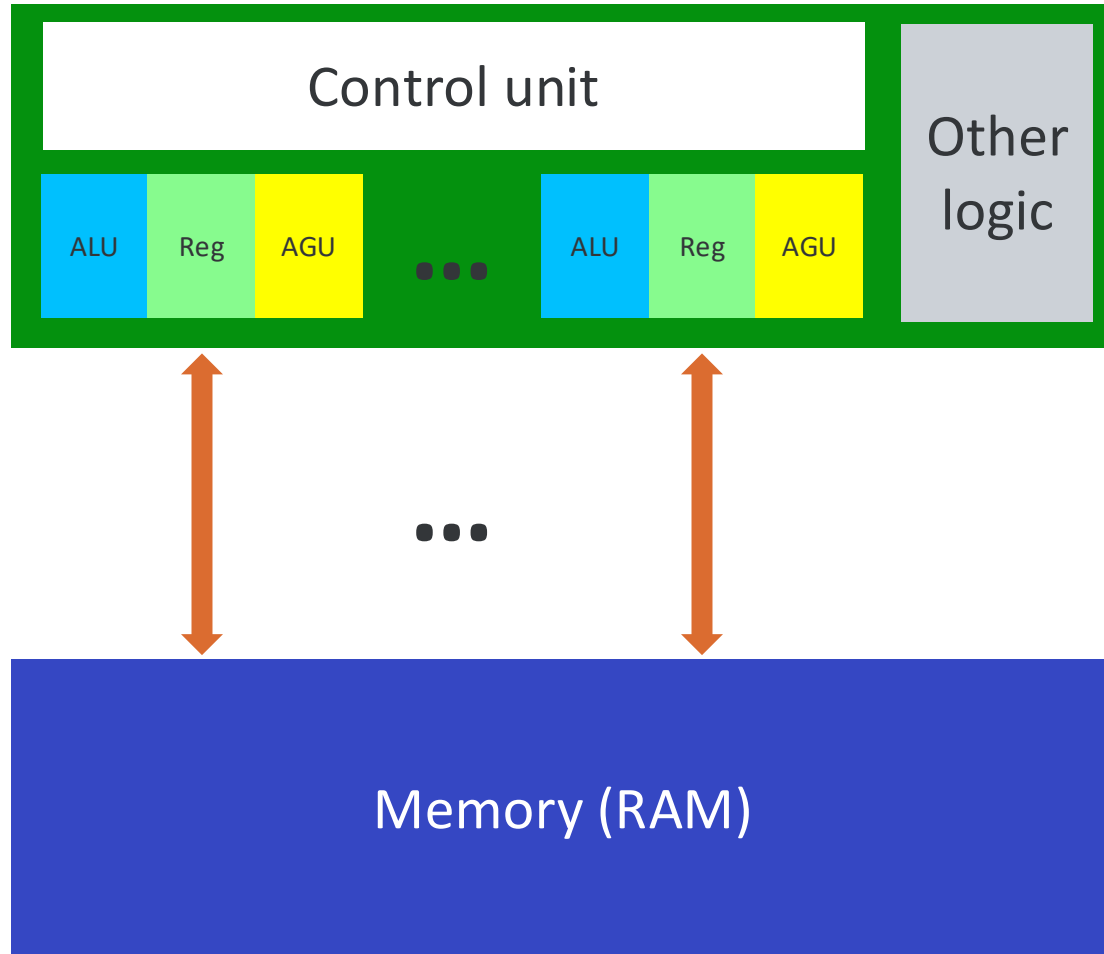 Control unit
Other
logic
ALU Reg AGU ... ALU Reg AGU
...
Memory (RAM)